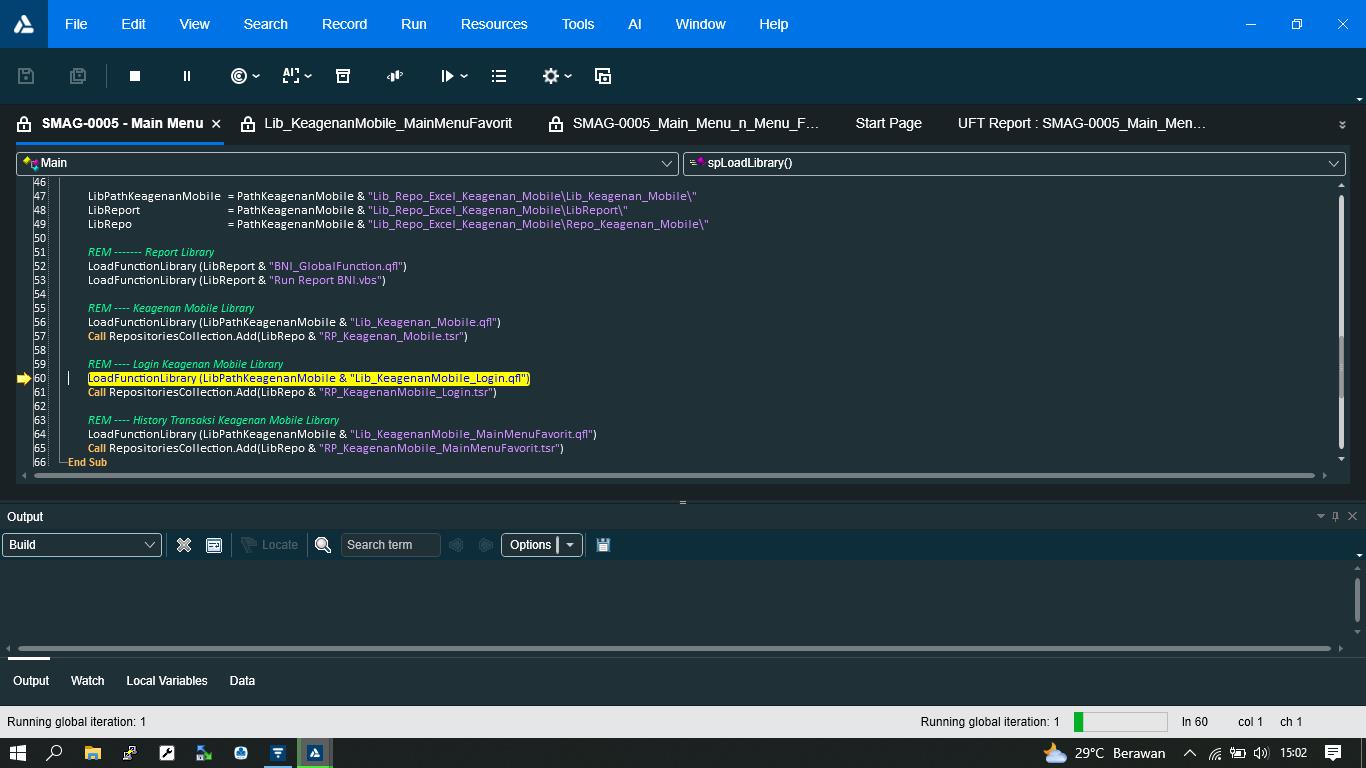 File Edit View Search Record Run Resources Tools AI Window Help
SMAG-0005 - Main Menu Lib_KeagenanMobile_MainMenuFavorit SMAG-0005_Main_Menu_n_Menu_F... Start Page UFT Report : SMAG-0005_Main_Men...
Main spLoadLibrary()
46
47 LibPathKeagenanMobile = PathKeagenanMobile & "Lib_Repo_Excel_Keagenan_Mobile\Lib_Keagenan_Mobile\"
48 LibReport = PathKeagenanMobile & "Lib_Repo_Excel_Keagenan_Mobile\LibReport\"
49 LibRepo = PathKeagenanMobile & "Lib_Repo_Excel_Keagenan_Mobile\Repo_Keagenan_Mobile\"
50
51 REM ------- Report Library
52 LoadFunctionLibrary (LibReport & "BNI_GlobalFunction.qfl")
53 LoadFunctionLibrary (LibReport & "Run Report BNI.vbs")
54
55 REM ---- Keagenan Mobile Library
56 LoadFunctionLibrary (LibPathKeagenanMobile & "Lib_Keagenan_Mobile.qfl")
57 Call RepositoriesCollection.Add(LibRepo & "RP_Keagenan_Mobile.tsr")
58
59 REM ---- Login Keagenan Mobile Library
60 LoadFunctionLibrary (LibPathKeagenanMobile & "Lib_KeagenanMobile_Login.qfl")
61 Call RepositoriesCollection.Add(LibRepo & "RP_KeagenanMobile_Login.tsr")
62
63 REM ---- History Transaksi Keagenan Mobile Library
64 LoadFunctionLibrary (LibPathKeagenanMobile & "Lib_KeagenanMobile_MainMenuFavorit.qfl")
65 Call RepositoriesCollection.Add(LibRepo & "RP_KeagenanMobile_MainMenuFavorit.tsr")
66 End Sub
Output
Build Locate Search term Options
Output Watch Local Variables Data
Running global iteration: 1 Running global iteration: 1 ln 60 col 1 ch 1
29°C Berawan 15:02